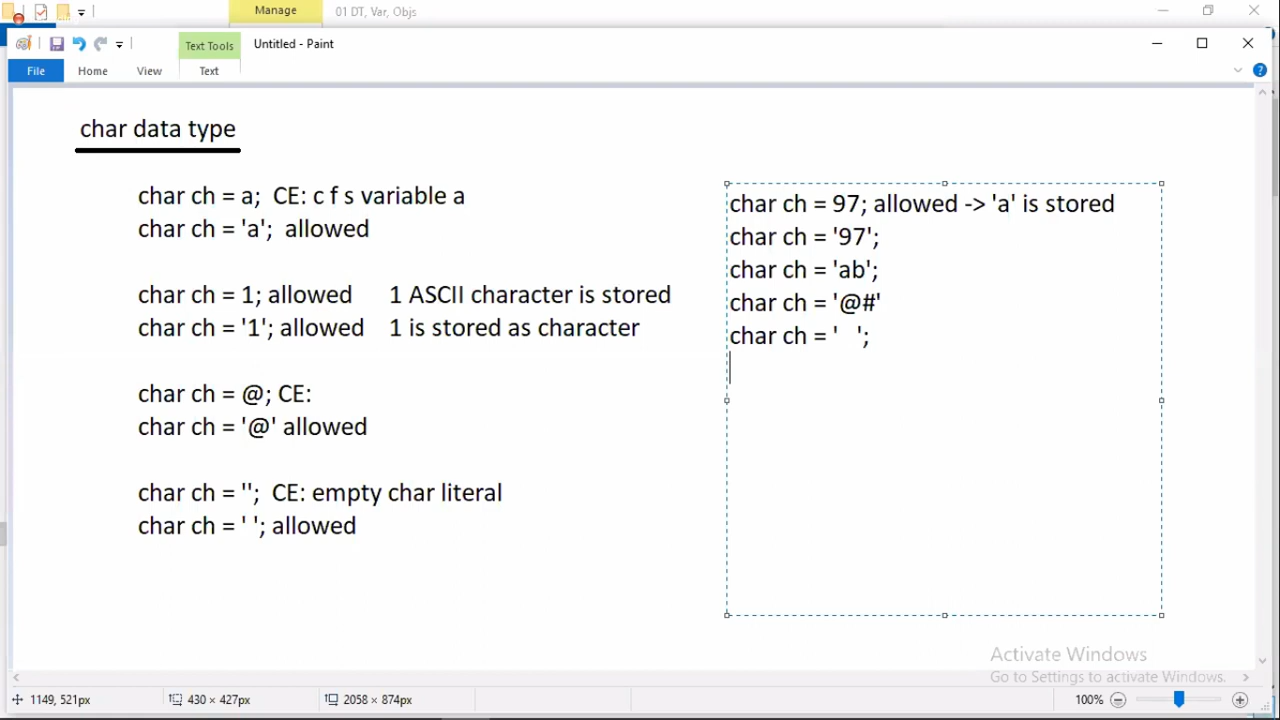 Manage
01 DT, Var, Objs
Text Tools
Untitled - Paint
File
Home
View
Text
char data type
char ch = a;  CE: c f s variable a
char ch = 'a';  allowed
char ch = 1; allowed     1 ASCII character is stored
char ch = '1'; allowed    1 is stored as character
char ch = @; CE:
char ch = '@' allowed
char ch = '';  CE: empty char literal
char ch = ' '; allowed
char ch = 97; allowed -> 'a' is stored
char ch = '97';
char ch = 'ab';
char ch = '@#'
char ch = '   ';
Activate Windows
Go to Settings to activate Windows.
1149, 521px
430 × 427px
2058 × 874px
100%